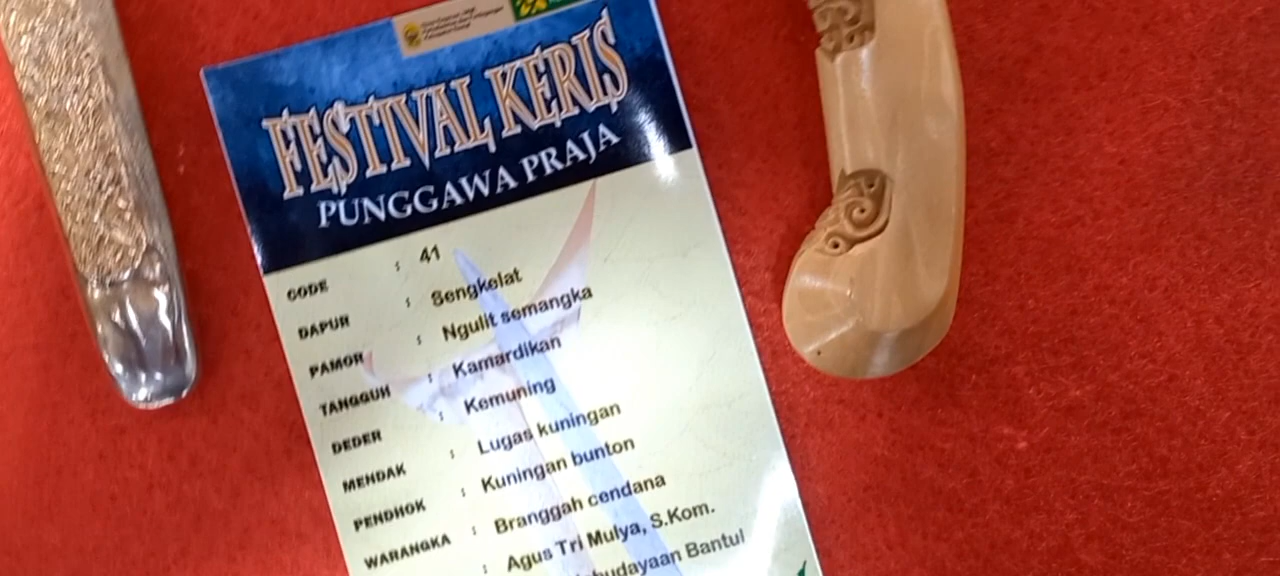 FESTIVAL KERIS
PUNGGAWA PRAJA
CODE : 41
DAPUR : Sengkelat
PAMOR : Ngulit semangka
TANGGUH : Kamardikan
DEDER : Kemuning
MENDAK : Lugas kuningan
PENDHOK : Kuningan bunton
WARANGKA : Branggah cendana
: Agus Tri Mulya, S.Kom.
Bantul